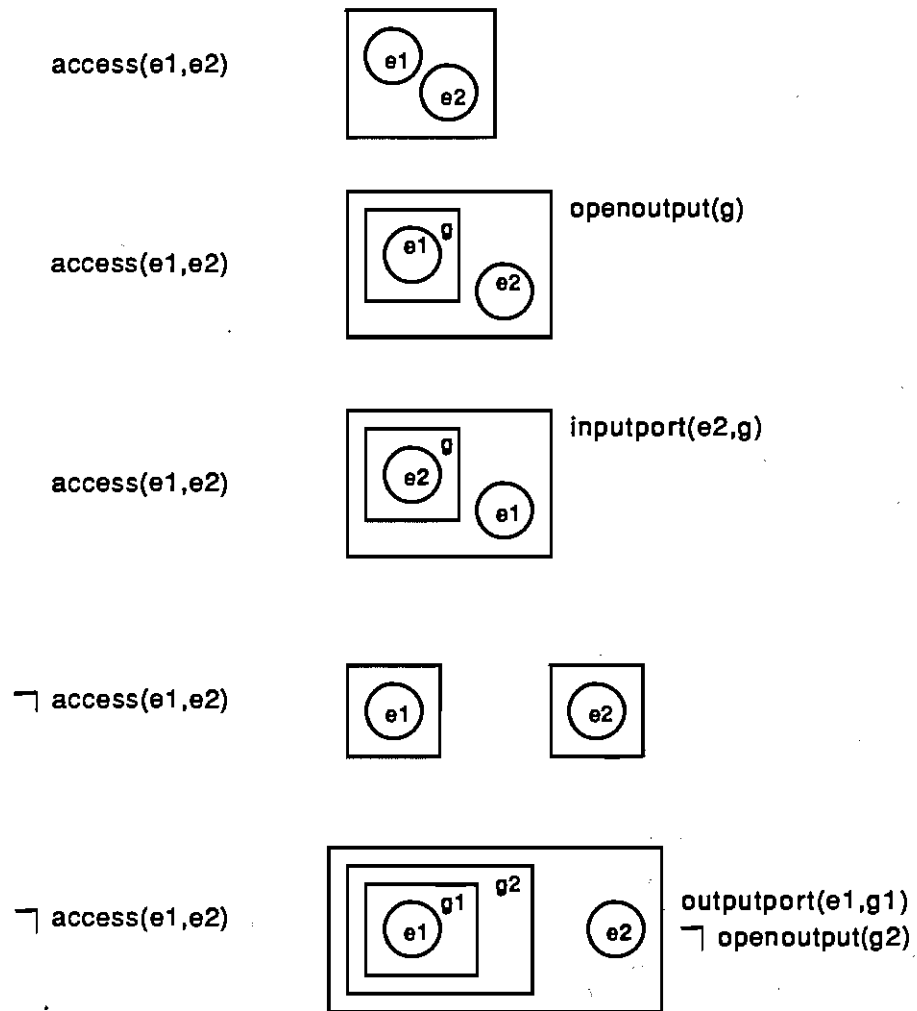 access(e1,e2)
e1
e2
openoutput(g)
access(e1,e2)
e1 g
e2
inputport(e2,g)
access(e1,e2)
g
e2
e1
¬ access(e1,e2)
e1
e2
¬ access(e1,e2)
g1
g2
e1
e2
outputport(e1,g1)
¬ openoutput(g2)